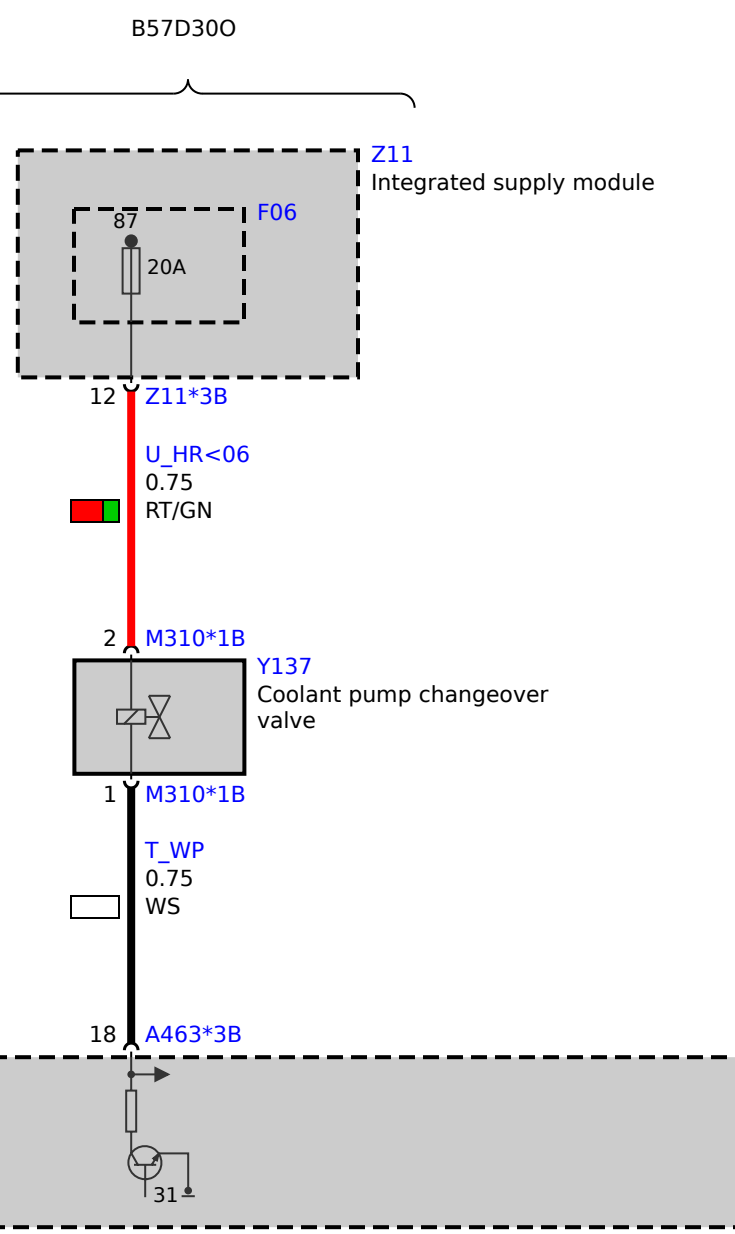 B57D30O
Z11
Integrated supply module
F06
87
20A
12 Z11*3B
U_HR<06
0.75
RT/GN
2 M310*1B
Y137
Coolant pump changeover
valve
1 M310*1B
T_WP
0.75
WS
18 A463*3B
31